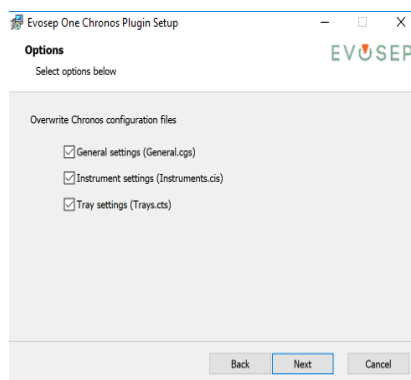 Evosep One Chronos Plugin Setup
Options
EVOSEP
Select options below
Overwrite Chronos configuration files
General settings (General.cgs)
Instrument settings (Instruments.cis)
Tray settings (Trays.cts)
Back Next Cancel